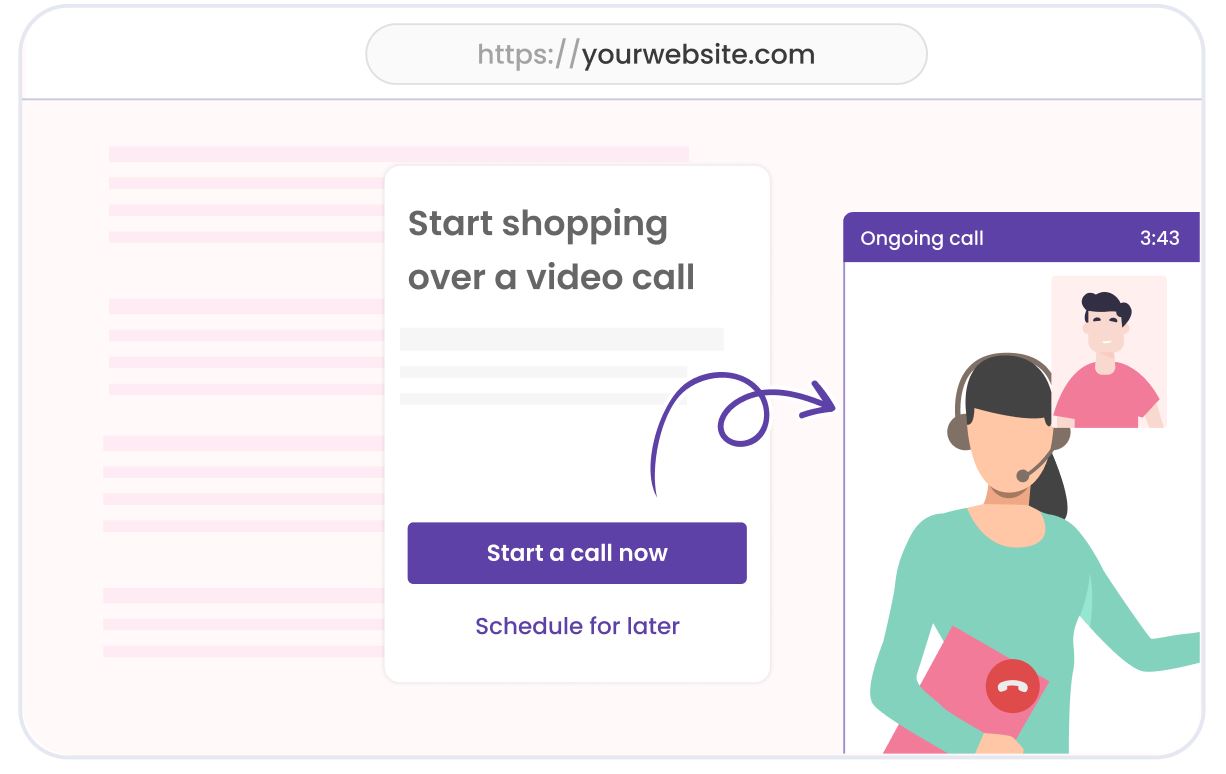 https://yourwebsite.com
Start shopping
over a video call
Start a call now
Schedule for later
Ongoing call 3:43